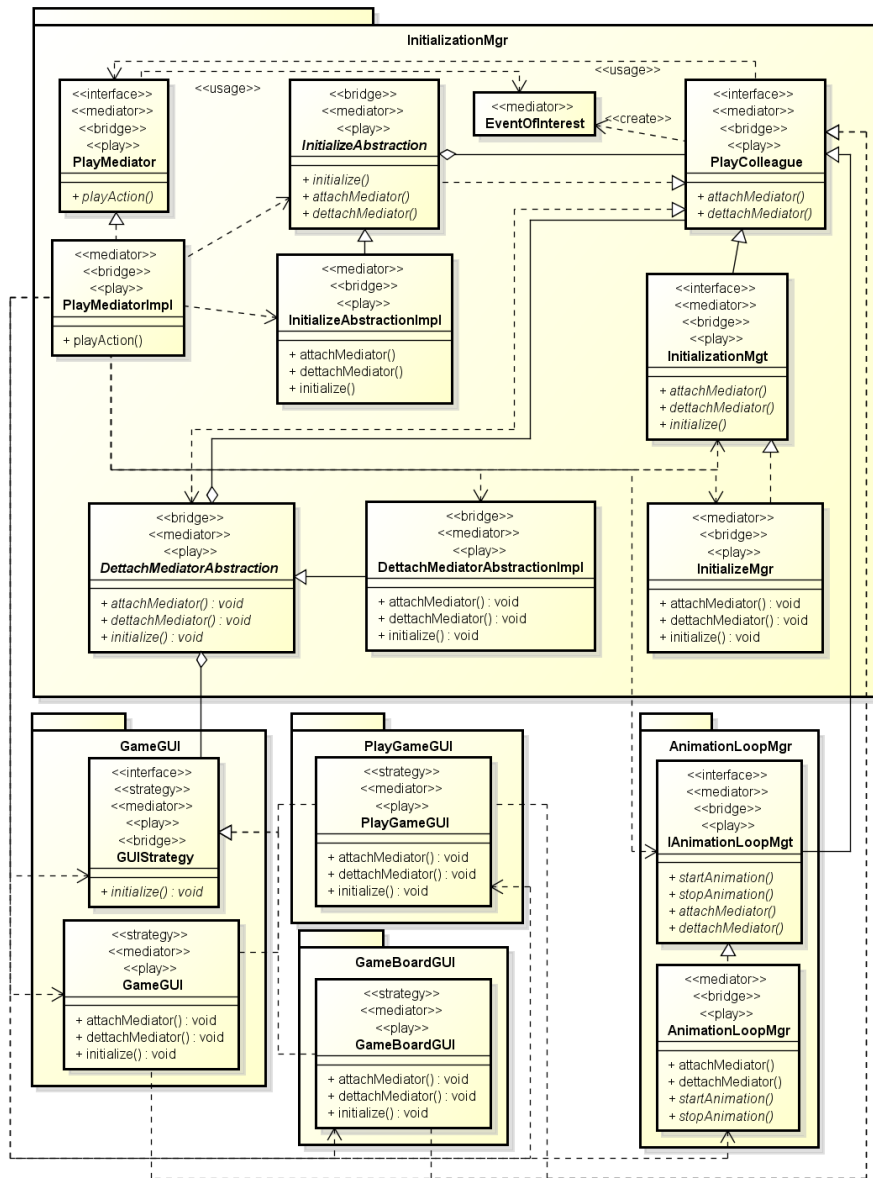 InitializationMgr
<<usage>>
<<usage>>
<<create>>
<<interface>>
<<mediator>>
<<bridge>>
<<play>>
PlayMediator
+ playAction()
<<bridge>>
<<mediator>>
<<play>>
InitializeAbstraction
+ initialize()
+ attachMediator()
+ dettachMediator()
<<mediator>>
EventOfInterest
<<interface>>
<<mediator>>
<<bridge>>
<<play>>
PlayColleague
+ attachMediator()
+ dettachMediator()
<<mediator>>
<<bridge>>
<<play>>
PlayMediatorImpl
+ playAction()
<<mediator>>
<<bridge>>
<<play>>
InitializeAbstractionImpl
+ attachMediator()
+ dettachMediator()
+ initialize()
<<interface>>
<<mediator>>
<<bridge>>
<<play>>
InitializationMgt
+ attachMediator()
+ dettachMediator()
+ initialize()
<<bridge>>
<<mediator>>
<<play>>
DettachMediatorAbstraction
+ attachMediator() : void
+ dettachMediator() : void
+ initialize() : void
<<bridge>>
<<mediator>>
<<play>>
DettachMediatorAbstractionImpl
+ attachMediator() : void
+ dettachMediator() : void
+ initialize() : void
<<mediator>>
<<bridge>>
<<play>>
InitializeMgr
+ attachMediator() : void
+ dettachMediator() : void
+ initialize() : void
GameGUI
<<interface>>
<<strategy>>
<<mediator>>
<<play>>
<<bridge>>
GUIStrategy
+ initialize() : void
<<strategy>>
<<mediator>>
<<play>>
GameGUI
+ attachMediator() : void
+ dettachMediator() : void
+ initialize() : void
PlayGameGUI
<<strategy>>
<<mediator>>
<<play>>
PlayGameGUI
+ attachMediator() : void
+ dettachMediator() : void
+ initialize() : void
GameBoardGUI
<<strategy>>
<<mediator>>
<<play>>
GameBoardGUI
+ attachMediator() : void
+ dettachMediator() : void
+ initialize() : void
AnimationLoopMgr
<<interface>>
<<mediator>>
<<bridge>>
<<play>>
IAnimationLoopMgt
+ startAnimation()
+ stopAnimation()
+ attachMediator()
+ dettachMediator()
<<mediator>>
<<bridge>>
<<play>>
AnimationLoopMgr
+ attachMediator()
+ dettachMediator()
+ startAnimation()
+ stopAnimation()